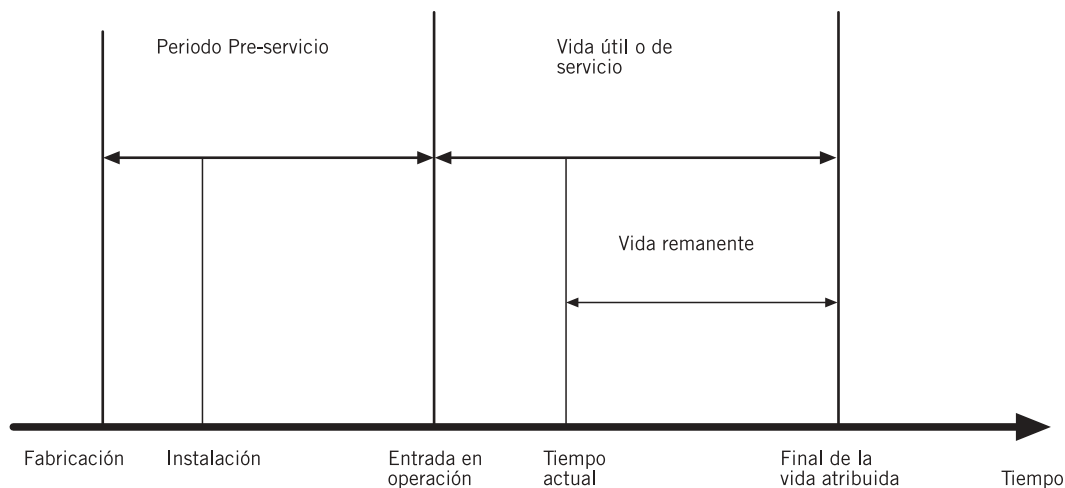 Periodo Pre-servicio
Vida útil o de
servicio
Vida remanente
Fabricación
Instalación
Entrada en
operación
Tiempo
actual
Final de la
vida atribuida
Tiempo